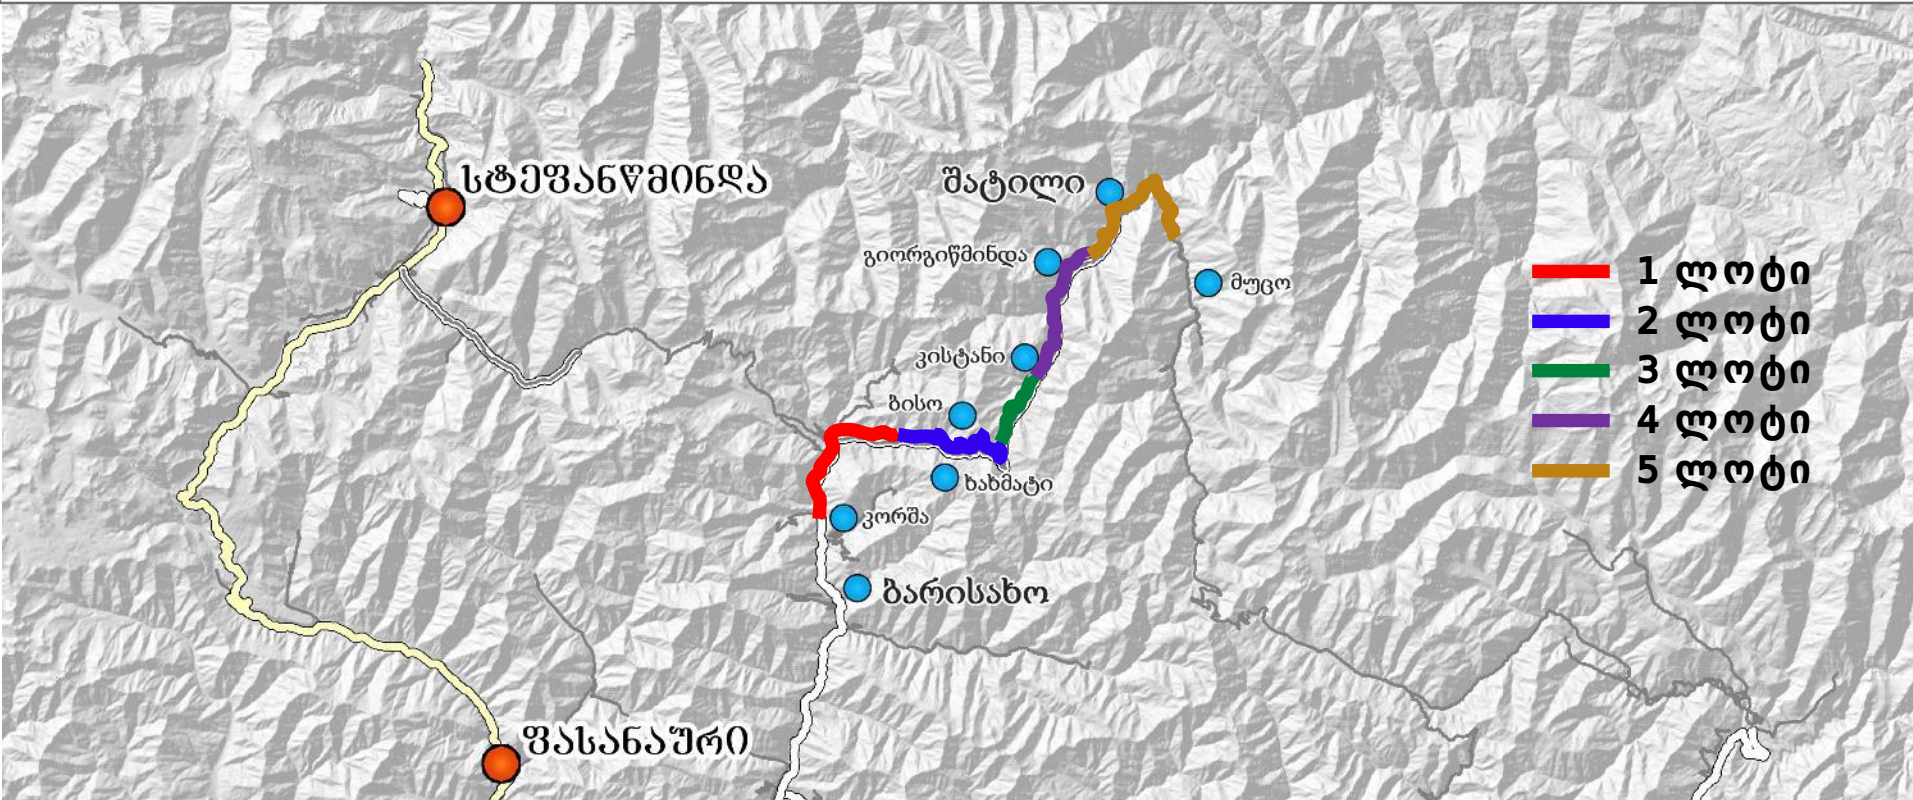 სტეფანწმინდა
შატილი
გიორგიწმინდა
მუცო
კისტანი
ბისო
ხახმატი
კორშა
ბარისახო
ფასანაური
1 ლოტი
2 ლოტი
3 ლოტი
4 ლოტი
5 ლოტი